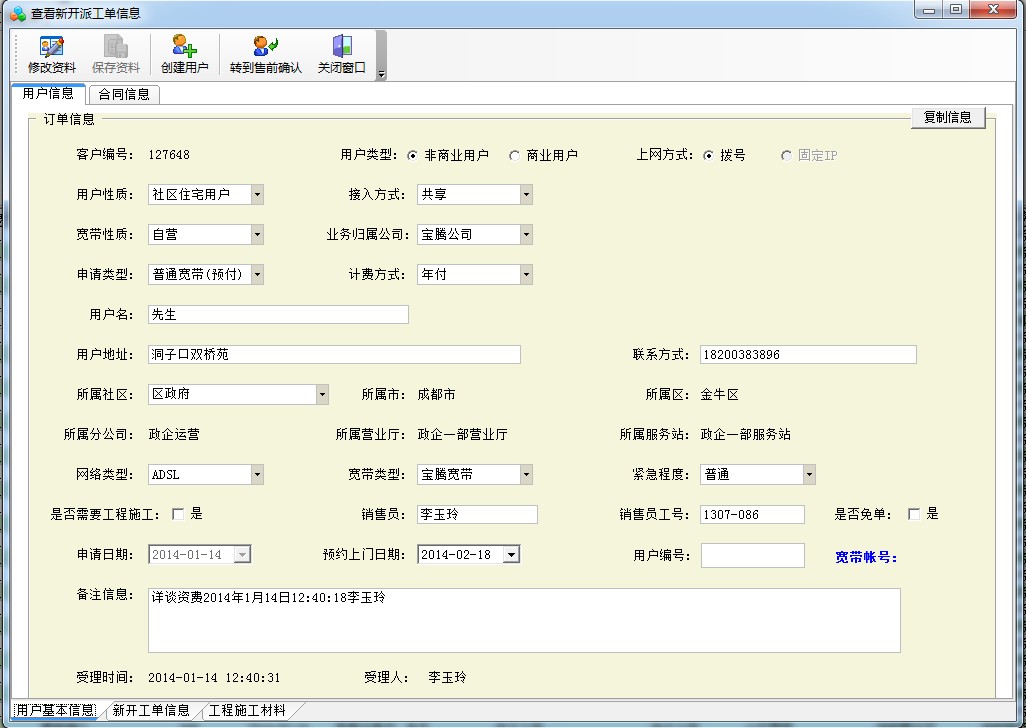 查看新开派工单信息
修改资料 保存资料 创建用户 转到售前确认 关闭窗口
用户信息 合同信息
订单信息 复制信息
客户编号: 127648 用户类型: 非商业用户 商业用户 上网方式: 拨号 固定IP
用户性质: 社区住宅用户 接入方式: 共享
宽带性质: 自营 业务归属公司: 宝腾公司
申请类型: 普通宽带(预付) 计费方式: 年付
用户名: 先生
用户地址: 洞子口双桥苑 联系方式: 18200383896
所属社区: 区政府 所属市: 成都市 所属区: 金牛区
所属分公司: 政企运营 所属营业厅: 政企一部营业厅 所属服务站: 政企一部服务站
网络类型: ADSL 宽带类型: 宝腾宽带 紧急程度: 普通
是否需要工程施工: 是 销售员: 李玉玲 销售员工号: 1307-086 是否免单: 是
申请日期: 2014-01-14 预约上门日期: 2014-02-18 用户编号: 宽带帐号:
备注信息: 详谈资费2014年1月14日12:40:18李玉玲
受理时间: 2014-01-14 12:40:31 受理人: 李玉玲
用户基本信息 新开工单信息 工程施工材料